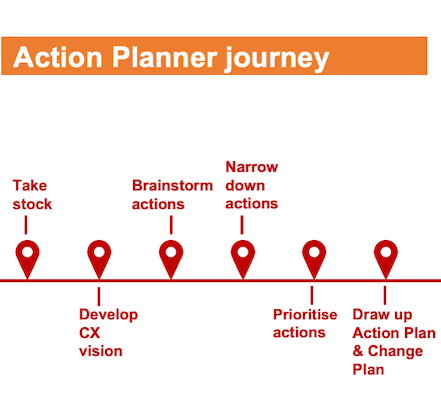 Action Planner journey
Take
stock
Develop
CX
vision
Brainstorm
actions
Narrow
down
actions
Prioritise
actions
Draw up
Action Plan
& Change
Plan